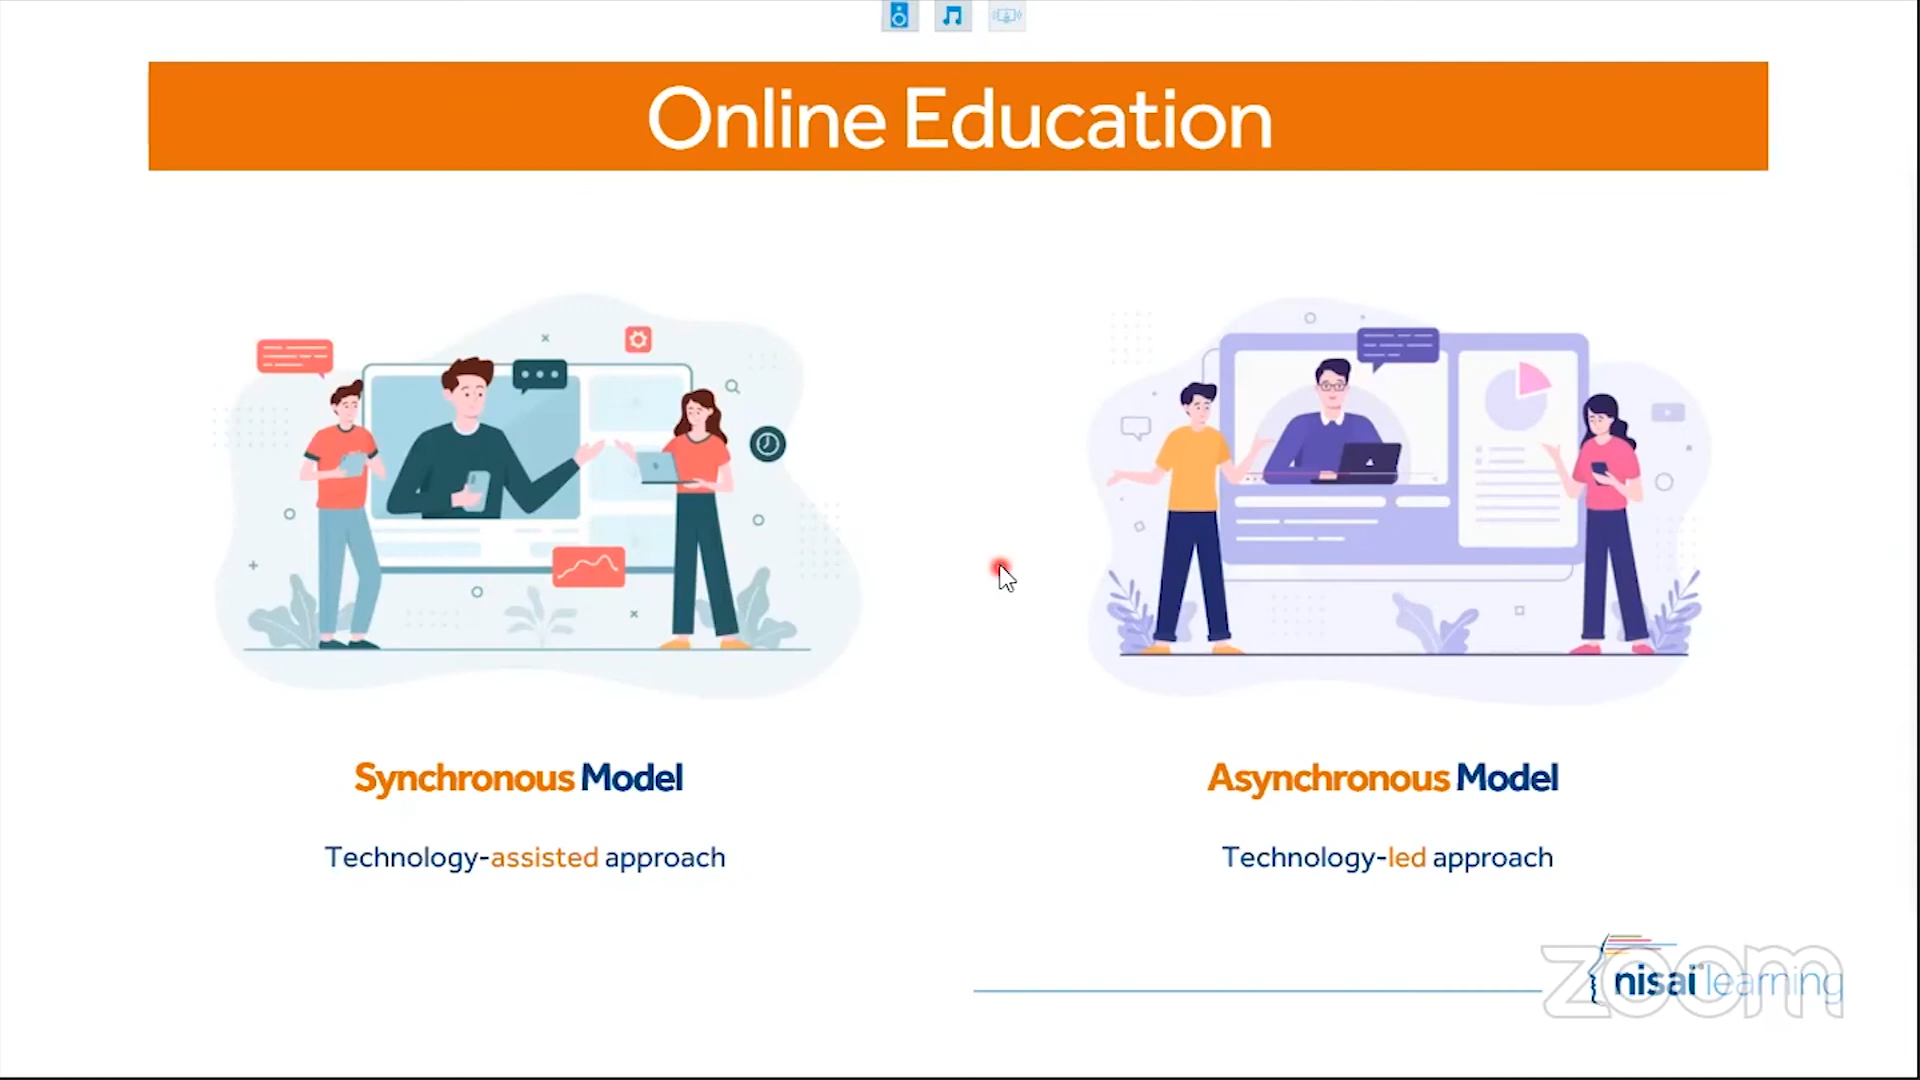 Online Education
Synchronous Model
Asynchronous Model
Technology-assisted approach
Technology-led approach
nisai learning
zoom